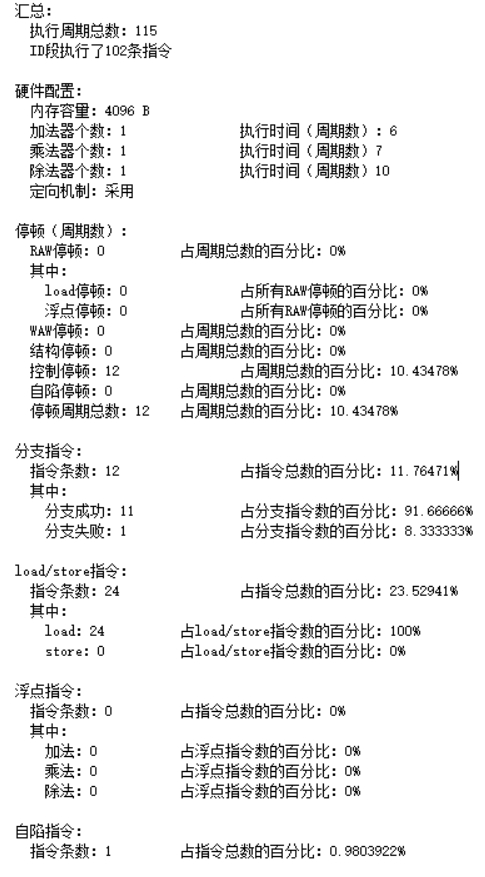 汇总:
执行周期总数: 115
ID段执行了102条指令
硬件配置:
内存容量: 4096 B
加法器个数: 1 执行时间（周期数）: 6
乘法器个数: 1 执行时间（周期数）7
除法器个数: 1 执行时间（周期数）10
定向机制: 采用
停顿（周期数）:
RAW停顿: 0 占周期总数的百分比: 0%
其中:
load停顿: 0 占所有RAW停顿的百分比: 0%
浮点停顿: 0 占所有RAW停顿的百分比: 0%
WAW停顿: 0 占周期总数的百分比: 0%
结构停顿: 0 占周期总数的百分比: 0%
控制停顿: 12 占周期总数的百分比: 10.43478%
自陷停顿: 0 占周期总数的百分比: 0%
停顿周期总数: 12 占周期总数的百分比: 10.43478%
分支指令:
指令条数: 12 占指令总数的百分比: 11.76471%
其中:
分支成功: 11 占分支指令数的百分比: 91.66666%
分支失败: 1 占分支指令数的百分比: 8.333333%
load/store指令:
指令条数: 24 占指令总数的百分比: 23.52941%
其中:
load: 24 占load/store指令数的百分比: 100%
store: 0 占load/store指令数的百分比: 0%
浮点指令:
指令条数: 0 占指令总数的百分比: 0%
其中:
加法: 0 占浮点指令数的百分比: 0%
乘法: 0 占浮点指令数的百分比: 0%
除法: 0 占浮点指令数的百分比: 0%
自陷指令:
指令条数: 1 占指令总数的百分比: 0.9803922%